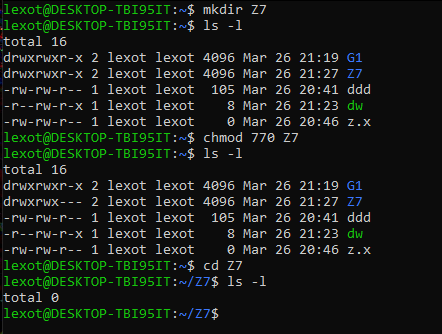 lexot@DESKTOP-TBI95IT:~$ mkdir Z7
lexot@DESKTOP-TBI95IT:~$ ls -l
total 16
drwxrwxr-x 2 lexot lexot 4096 Mar 26 21:19 G1
drwxrwxr-x 2 lexot lexot 4096 Mar 26 21:27 Z7
-rw-rw-r-- 1 lexot lexot  105 Mar 26 20:41 ddd
-r--rw-r-x 1 lexot lexot    8 Mar 26 21:23 dw
-rw-rw-r-- 1 lexot lexot    0 Mar 26 20:46 z.x
lexot@DESKTOP-TBI95IT:~$ chmod 770 Z7
lexot@DESKTOP-TBI95IT:~$ ls -l
total 16
drwxrwxr-x 2 lexot lexot 4096 Mar 26 21:19 G1
drwxrwx--- 2 lexot lexot 4096 Mar 26 21:27 Z7
-rw-rw-r-- 1 lexot lexot  105 Mar 26 20:41 ddd
-r--rw-r-x 1 lexot lexot    8 Mar 26 21:23 dw
-rw-rw-r-- 1 lexot lexot    0 Mar 26 20:46 z.x
lexot@DESKTOP-TBI95IT:~$ cd Z7
lexot@DESKTOP-TBI95IT:~/Z7$ ls -l
total 0
lexot@DESKTOP-TBI95IT:~/Z7$